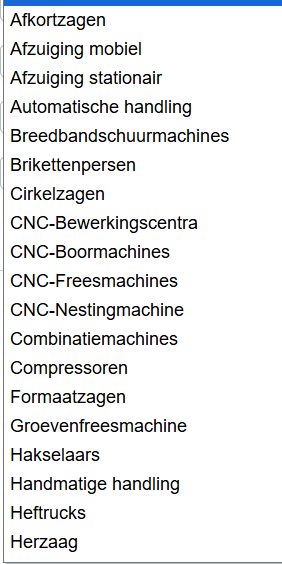 Afkortzagen
Afzuiging mobiel
Afzuiging stationair
Automatische handling
Breedbandschuurmachines
Brikettenpersen
Cirkelzagen
CNC-Bewerkingscentra
CNC-Boormachines
CNC-Freesmachines
CNC-Nestingmachine
Combinatiemachines
Compressoren
Formaatzagen
Groevenfreesmachine
Hakselaars
Handmatige handling
Heftrucks
Herzaag